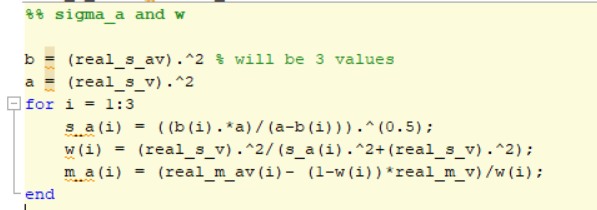 %% sigma_a and w
b = (real_s_av).^2 % will be 3 values
a = (real_s_v).^2
for i = 1:3
s_a(i) = ((b(i).*a)/(a-b(i))).^(0.5);
w(i) = (real_s_v).^2/(s_a(i).^2+(real_s_v).^2);
m_a(i) = (real_m_av(i)- (1-w(i))*real_m_v)/w(i);
end